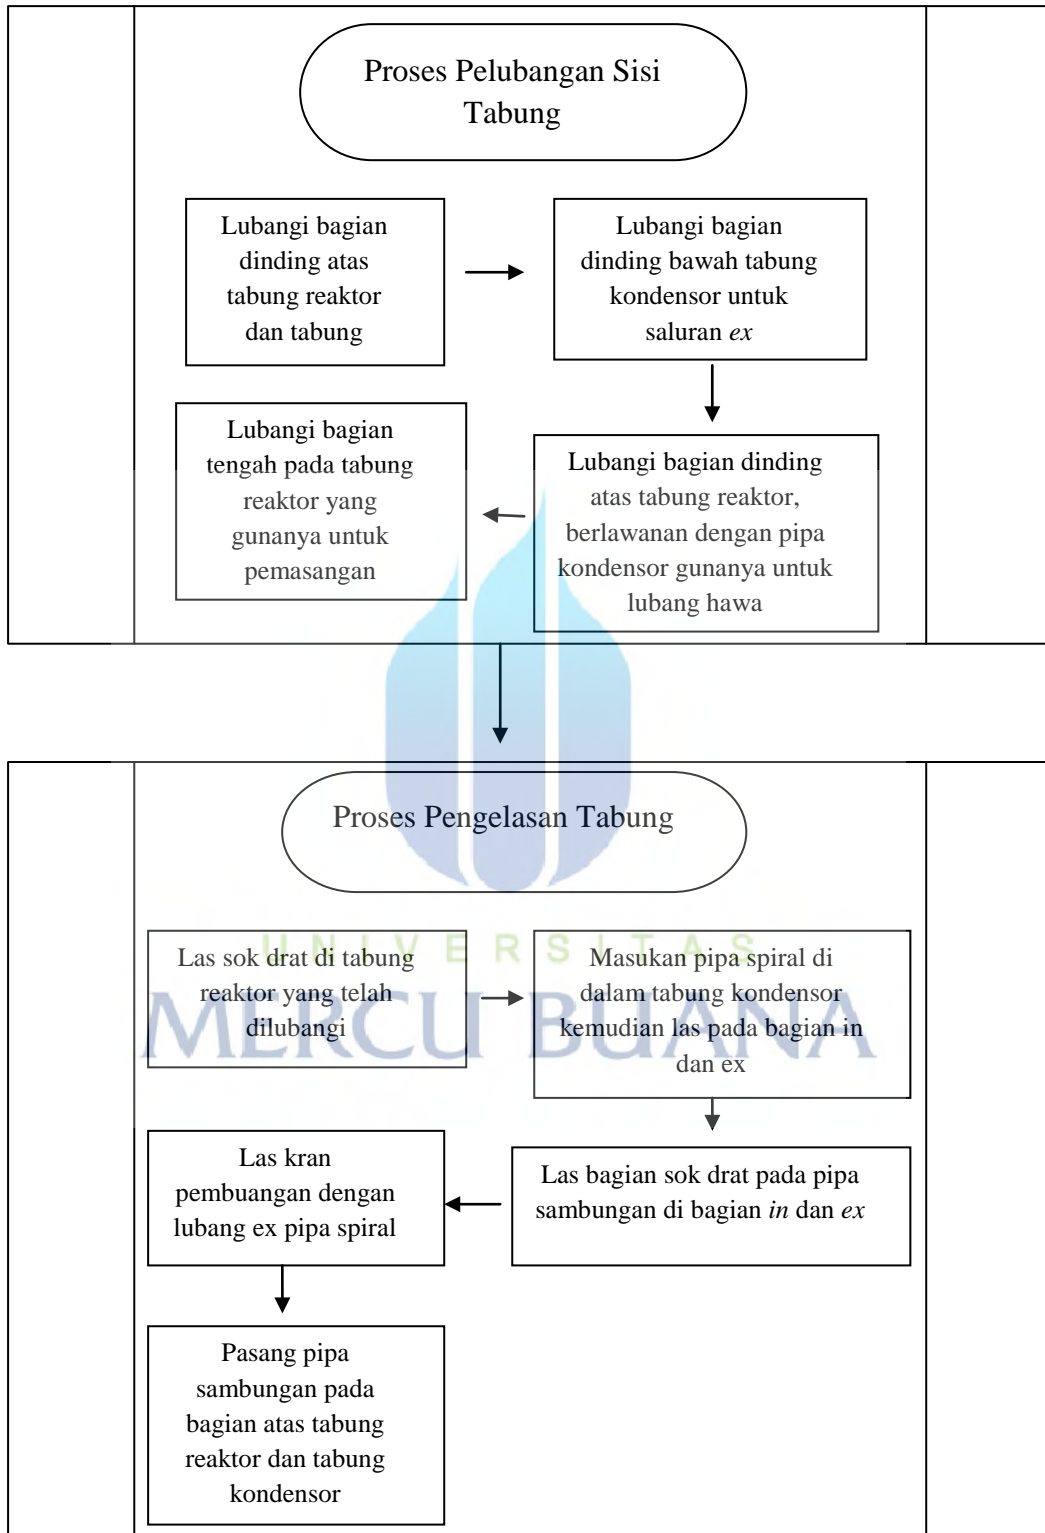 Proses Pelubangan Sisi
Tabung
Lubangi bagian
dinding atas
tabung reaktor
dan tabung
Lubangi bagian
dinding bawah tabung
kondensor untuk
saluran ex
Lubangi bagian dinding
atas tabung reaktor,
berlawanan dengan pipa
kondensor gunanya untuk
lubang hawa
Lubangi bagian
tengah pada tabung
reaktor yang
gunanya untuk
pemasangan
Proses Pengelasan Tabung
UNIVERSITAS
MERCU BUANA
Las sok drat di tabung
reaktor yang telah
dilubangi
Masukan pipa spiral di
dalam tabung kondensor
kemudian las pada bagian in
dan ex
Las bagian sok drat pada pipa
sambungan di bagian in dan ex
Las kran
pembuangan dengan
lubang ex pipa spiral
Pasang pipa
sambungan pada
bagian atas tabung
reaktor dan tabung
kondensor